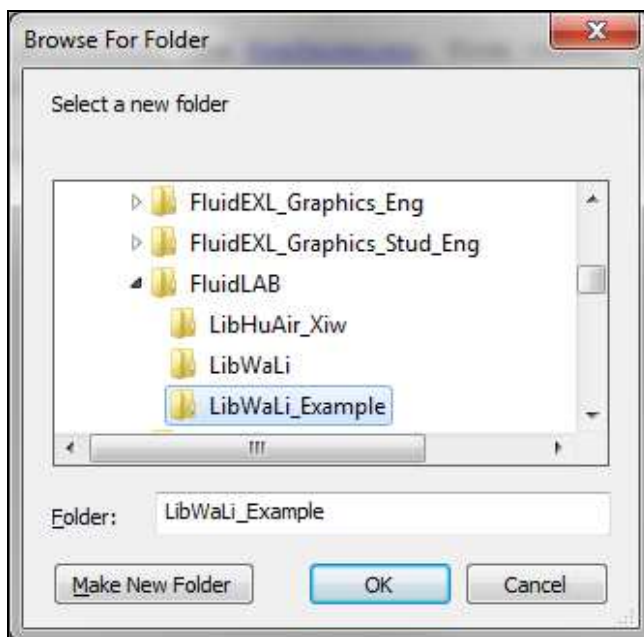 Browse For Folder
Select a new folder
FluidEXL_Graphics_Eng
FluidEXL_Graphics_Stud_Eng
FluidLAB
LibHuAir_Xiw
LibWaLi
LibWaLi_Example
Folder: LibWaLi_Example
Make New Folder OK Cancel